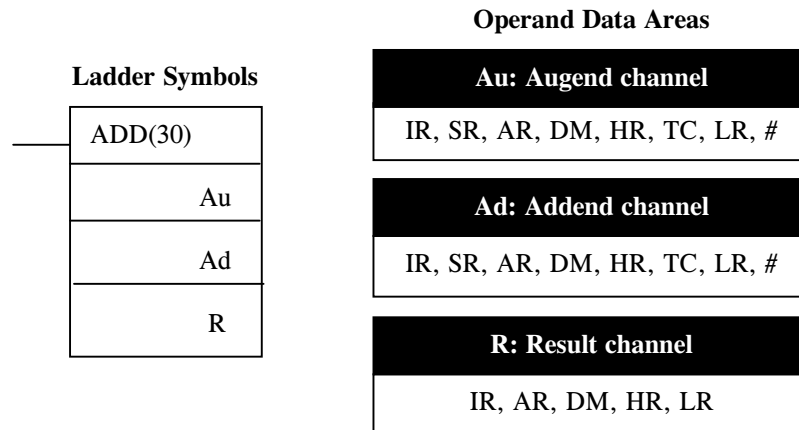 Operand Data Areas
Ladder Symbols
ADD(30)
Au
Ad
R
Au: Augend channel
IR, SR, AR, DM, HR, TC, LR, #
Ad: Addend channel
IR, SR, AR, DM, HR, TC, LR, #
R: Result channel
IR, AR, DM, HR, LR